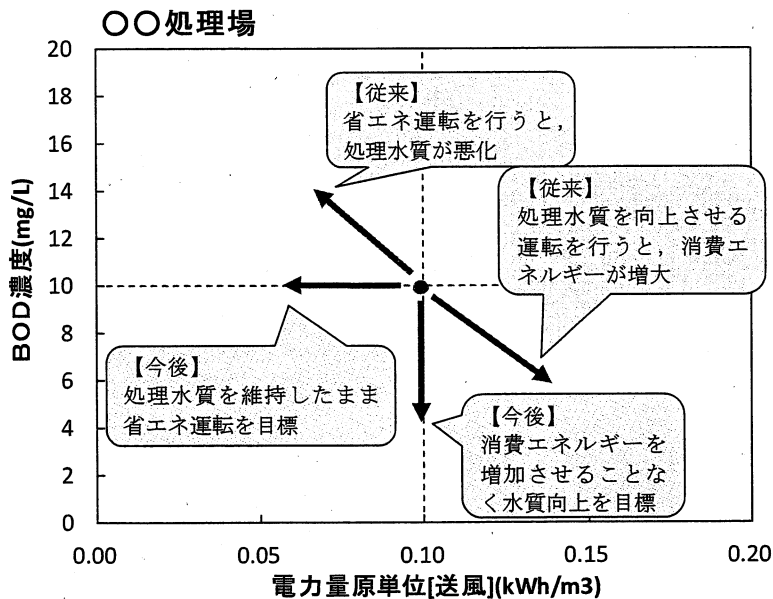 〇〇処理場
BOD濃度(mg/L)
20
18
16
14
12
10
8
6
4
2
0
【従来】
省エネ運転を行うと，
処理水質が悪化
【従来】
処理水質を向上させる
運転を行うと，消費エ
ネルギーが増大
【今後】
処理水質を維持したまま
省エネ運転を目標
【今後】
消費エネルギーを
増加させることな
く水質向上を目標
0.00
0.05
0.10
0.15
0.20
電力量原単位[送風](kWh/m3)